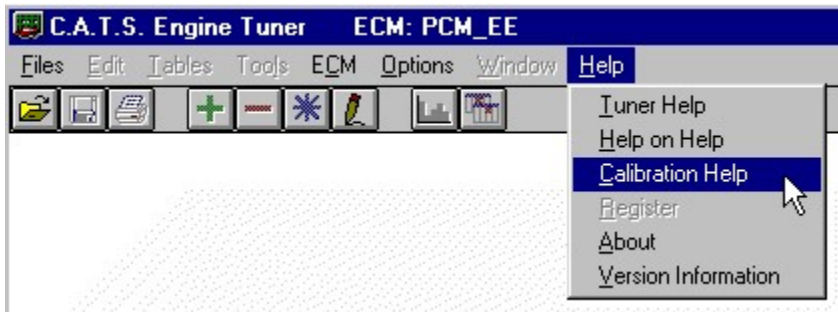 C.A.T.S. Engine Tuner ECM: PCM_EE
Files Edit Tables Tools ECM Options Window Help
Tuner Help
Help on Help
Calibration Help
Register
About
Version Information